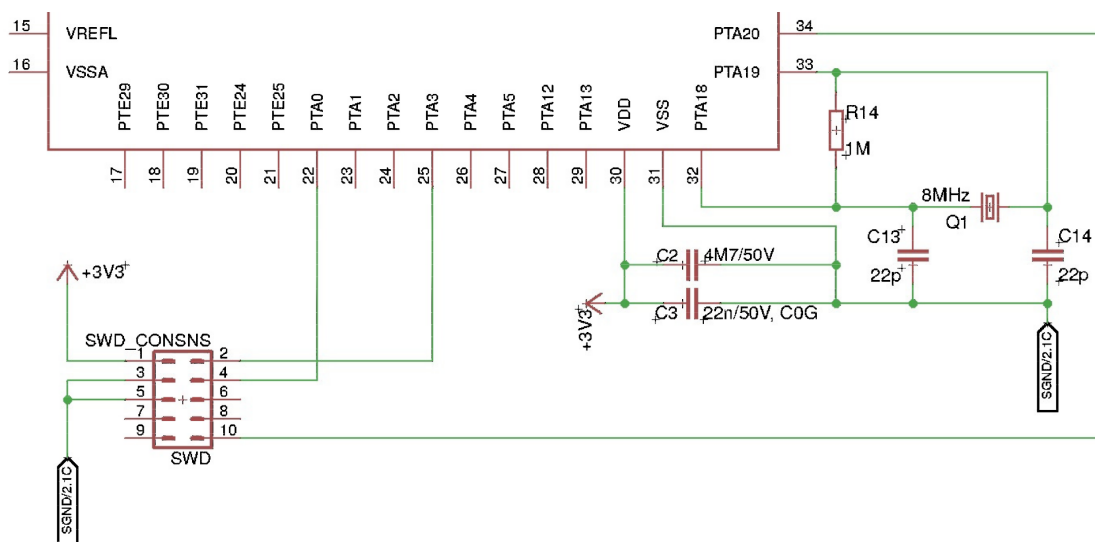 15 VREFL
16 VSSA
PTA20 34
PTA19 33
PTE29
PTE30
PTE31
PTE24
PTE25
PTA0
PTA1
PTA2
PTA3
PTA4
PTA5
PTA12
PTA13
VDD
VSS
PTA18
17
18
19
20
21
22
23
24
25
26
27
28
29
30
31
32
R14
1M
8MHz
Q1
C13
22p
C14
22p
C2 4M7/50V
C3 22n/50V, C0G
+3V3
+3V3
SWD_CONSNS
1 2
3 4
5 6
7 8
9 10
SWD
SGND/2.1C
SGND/2.1C